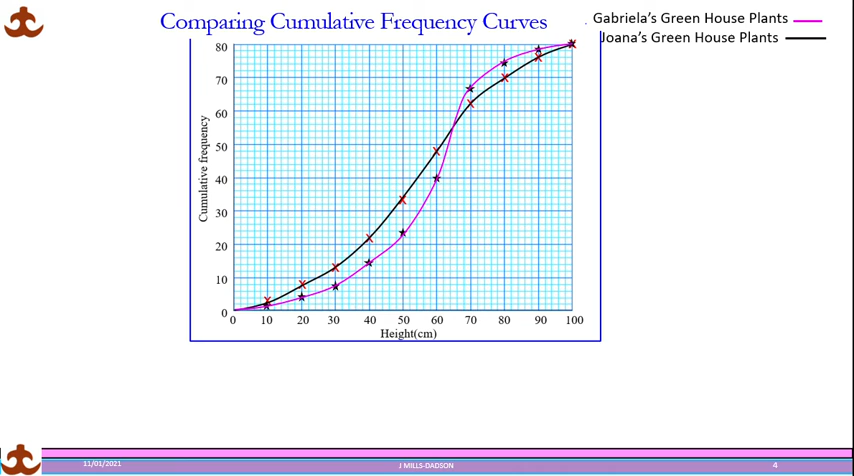 Comparing Cumulative Frequency Curves
Gabriela's Green House Plants
Joana's Green House Plants
80
70
60
50
40
30
20
10
0
Cumulative frequency
0 10 20 30 40 50 60 70 80 90 100
Height(cm)
11/01/2021 J MILLS-DADSON 4